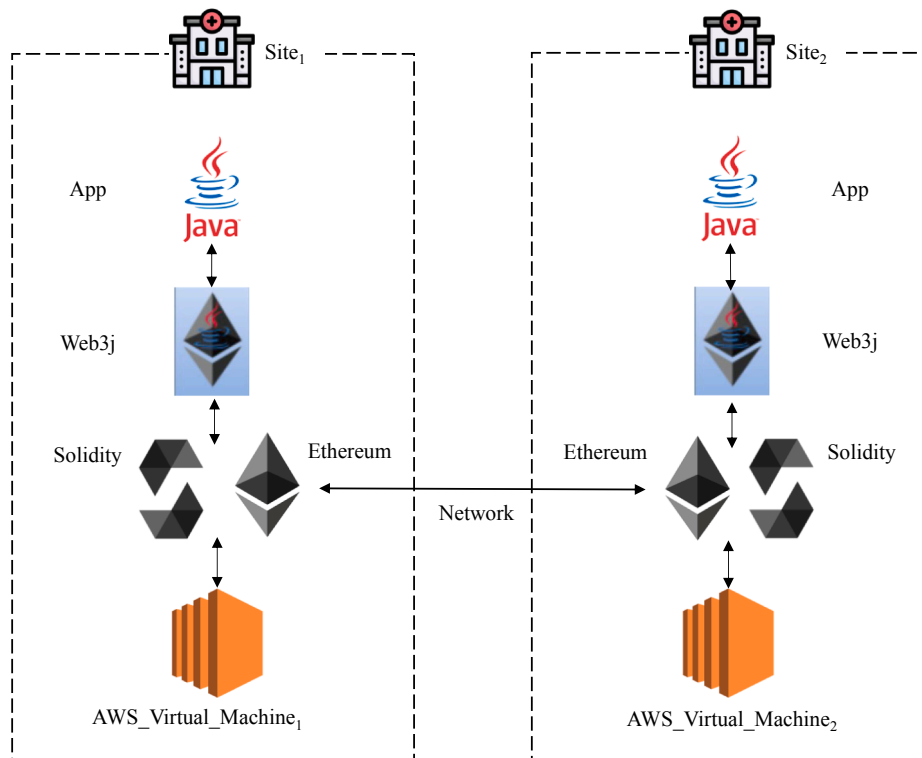 Site₁
Site₂
App
Java
Java
App
Web3j
Web3j
Solidity
Ethereum
Ethereum
Solidity
Network
AWS_Virtual_Machine₁
AWS_Virtual_Machine₂